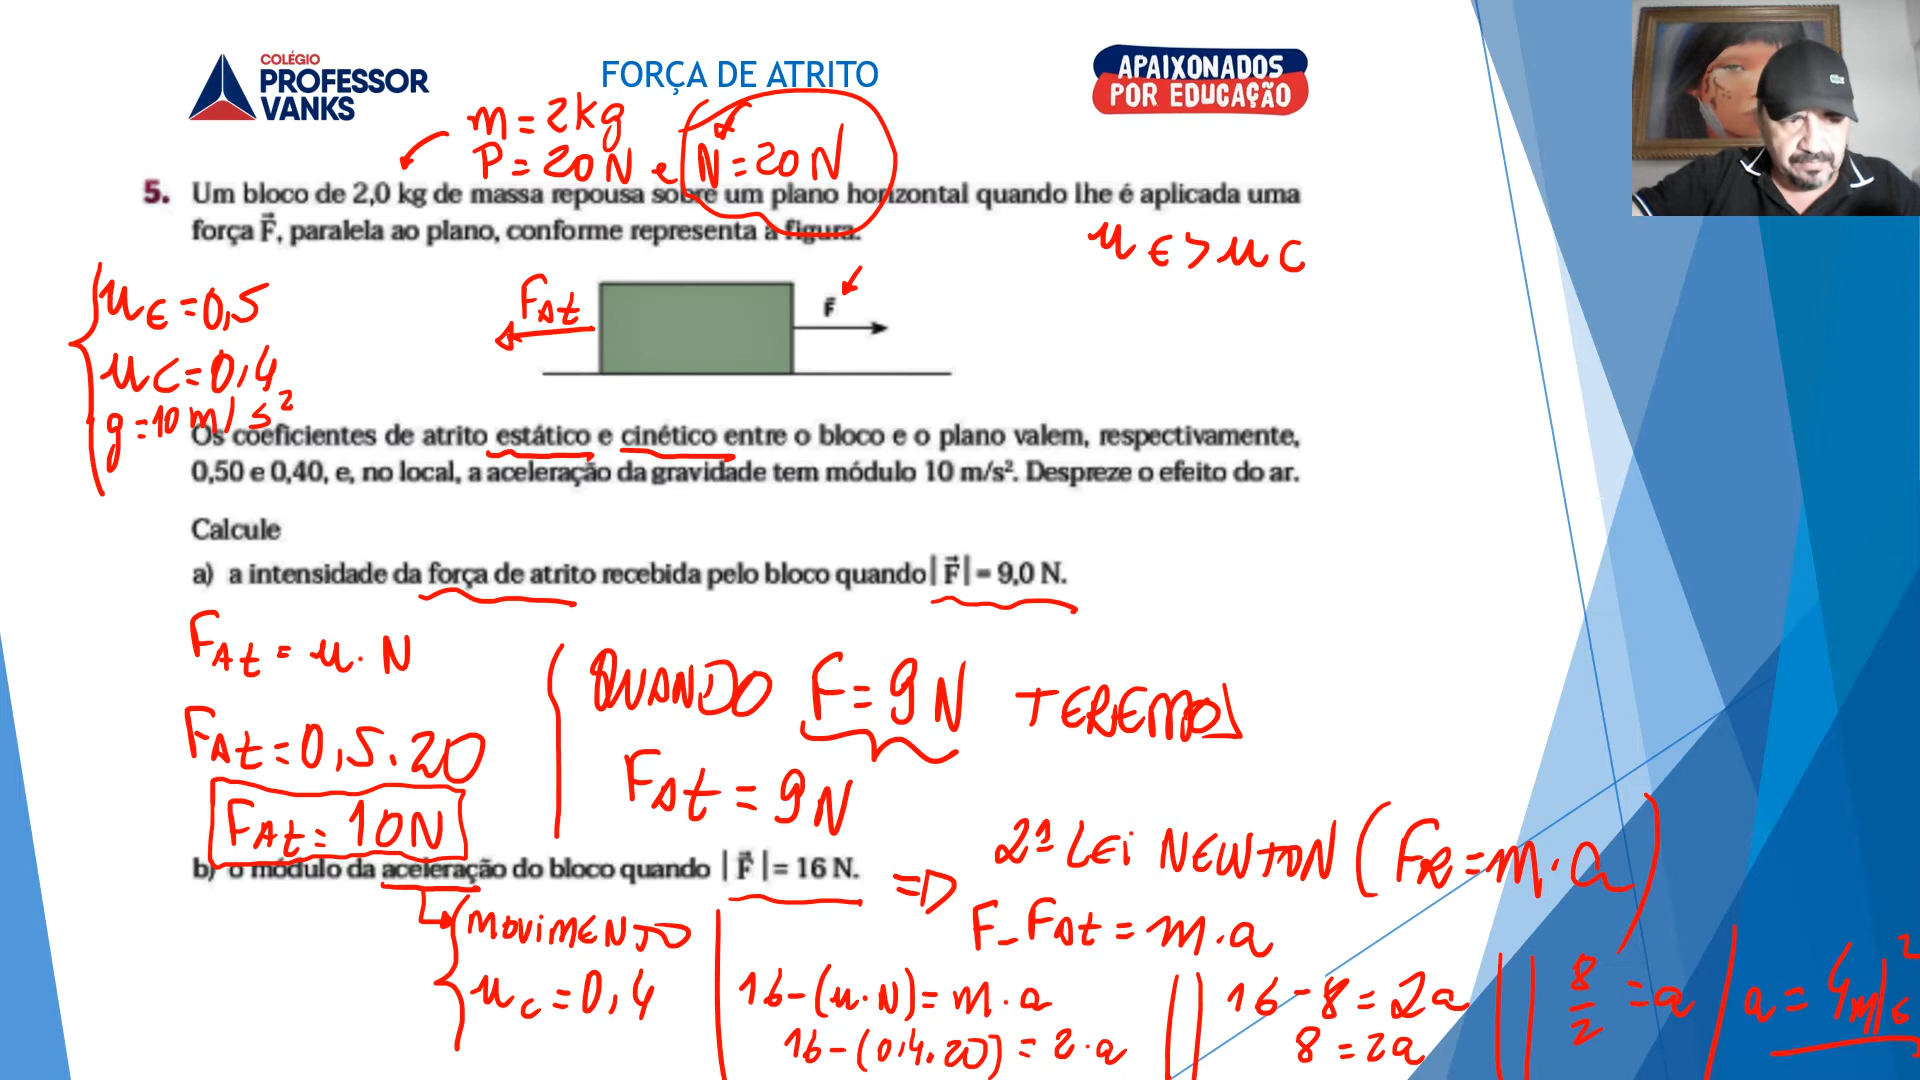 COLÉGIO
PROFESSOR
VANKS
FORÇA DE ATRITO
APAIXONADOS
POR EDUCAÇÃO
m = 2kg
P = 20N e N = 20N
5. Um bloco de 2,0 kg de massa repousa sobre um plano horizontal quando lhe é aplicada uma
força F⃗, paralela ao plano, conforme representa a figura.
μE > μC
μE = 0,5
μC = 0,4
g = 10 m/s²
FAt
F⃗
Os coeficientes de atrito estático e cinético entre o bloco e o plano valem, respectivamente,
0,50 e 0,40, e, no local, a aceleração da gravidade tem módulo 10 m/s². Despreze o efeito do ar.
Calcule
a) a intensidade da força de atrito recebida pelo bloco quando |F⃗| = 9,0 N.
FAt = μ . N
FAt = 0,5 . 20
FAt = 10N
QUANDO F = 9N TEREMOS
FAt = 9N
b) o módulo da aceleração do bloco quando |F⃗| = 16 N.
⇒ 2ª LEi NEWTON (FR = m . a)
MOViMENTO
μC = 0,4
F - FAt = m . a
16 - (μ . N) = m . a
16 - (0,4 . 20) = 2 . a
16 - 8 = 2a
8 = 2a
8/2 = a
a = 4m/s²